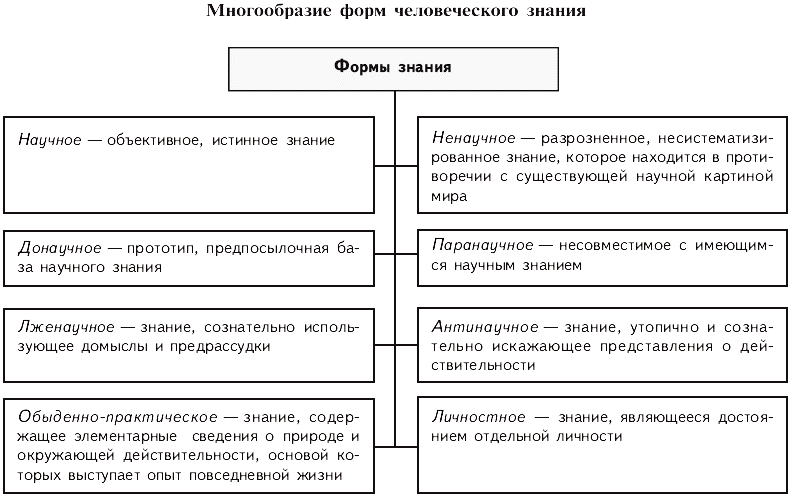 Многообразие форм человеческого знания
Формы знания
Научное — объективное, истинное знание
Ненаучное — разрозненное, несистематизи-
рованное знание, которое находится в проти-
воречии с существующей научной картиной
мира
Донаучное — прототип, предпосылочная ба-
за научного знания
Паранаучное — несовместимое с имеющим-
ся научным знанием
Лженаучное — знание, сознательно исполь-
зующее домыслы и предрассудки
Антинаучное — знание, утопично и созна-
тельно искажающее представления о дей-
ствительности
Обыденно-практическое — знание, содер-
жащее элементарные сведения о природе и
окружающей действительности, основой ко-
торых выступает опыт повседневной жизни
Личностное — знание, являющееся достоя-
нием отдельной личности